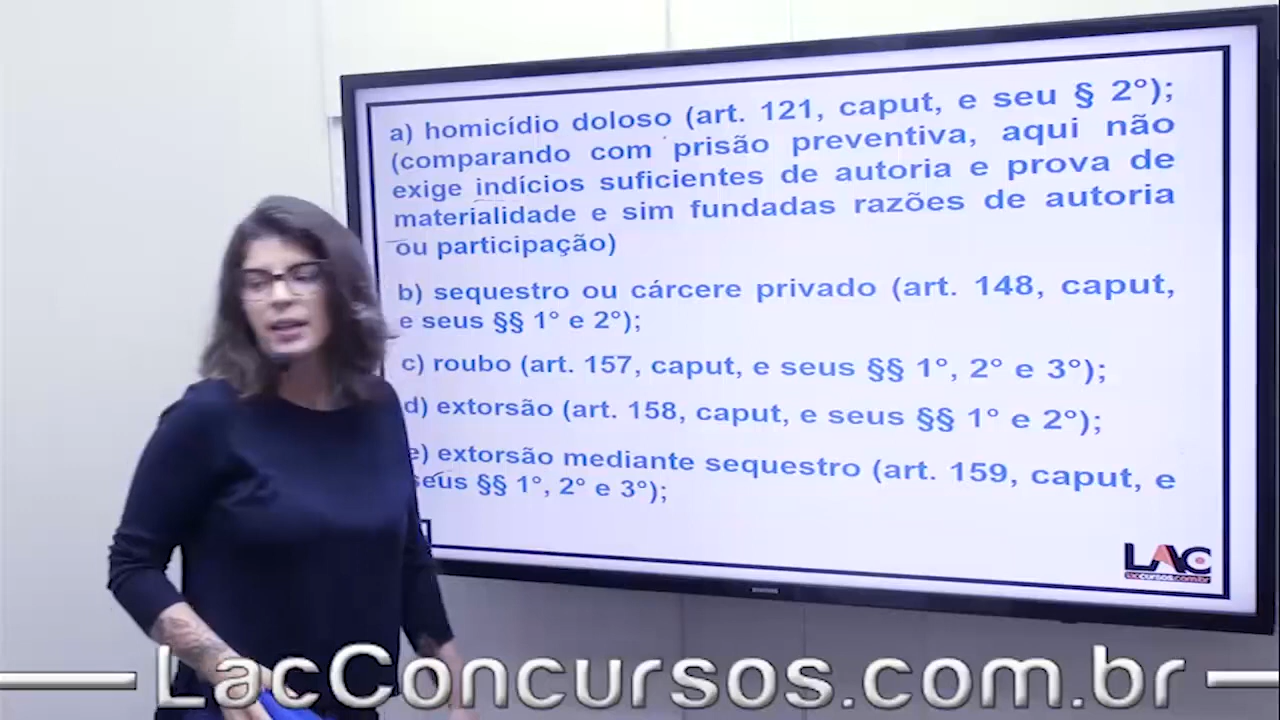 a) homicídio doloso (art. 121, caput, e seu § 2°);
(comparando com prisão preventiva, aqui não
exige indícios suficientes de autoria e prova de
materialidade e sim fundadas razões de autoria
ou participação)
b) sequestro ou cárcere privado (art. 148, caput,
e seus §§ 1° e 2°);
c) roubo (art. 157, caput, e seus §§ 1°, 2° e 3°);
d) extorsão (art. 158, caput, e seus §§ 1° e 2°);
e) extorsão mediante sequestro (art. 159, caput, e
seus §§ 1°, 2° e 3°);
LAC
laccursos.com.br
LacConcursos.com.br